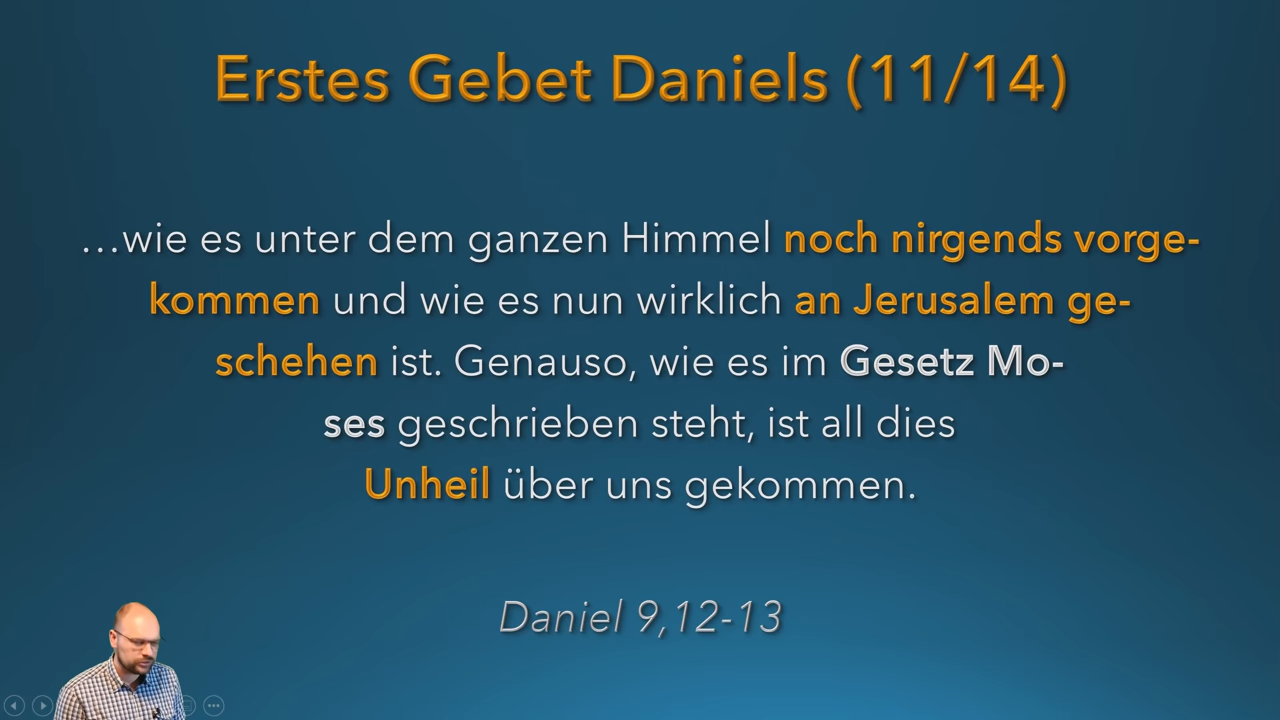 Erstes Gebet Daniels (11/14)
…wie es unter dem ganzen Himmel noch nirgends vorge-
kommen und wie es nun wirklich an Jerusalem ge-
schehen ist. Genauso, wie es im Gesetz Mo-
ses geschrieben steht, ist all dies
Unheil über uns gekommen.
Daniel 9,12-13